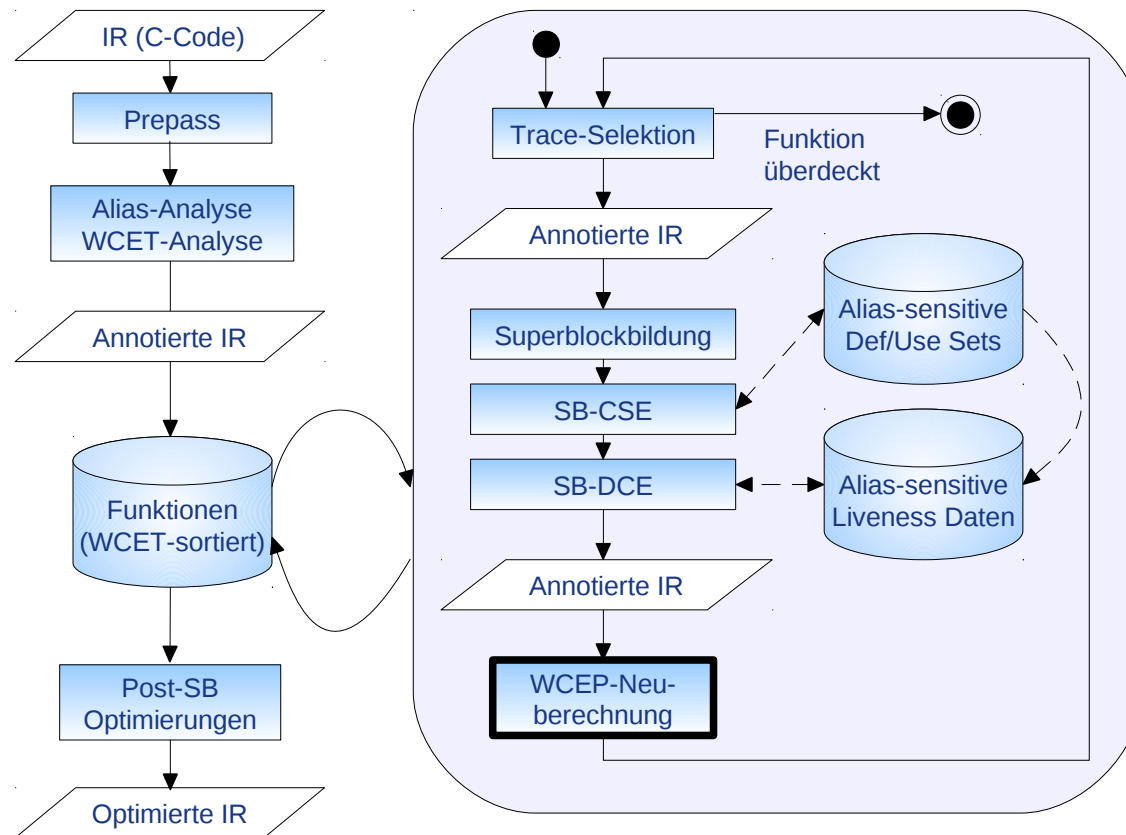 IR (C-Code)
Prepass
Alias-Analyse
WCET-Analyse
Annotierte IR
Funktionen
(WCET-sortiert)
Post-SB
Optimierungen
Optimierte IR
Trace-Selektion
Funktion
überdeckt
Annotierte IR
Superblockbildung
SB-CSE
SB-DCE
Annotierte IR
WCEP-Neu-
berechnung
Alias-sensitive
Def/Use Sets
Alias-sensitive
Liveness Daten